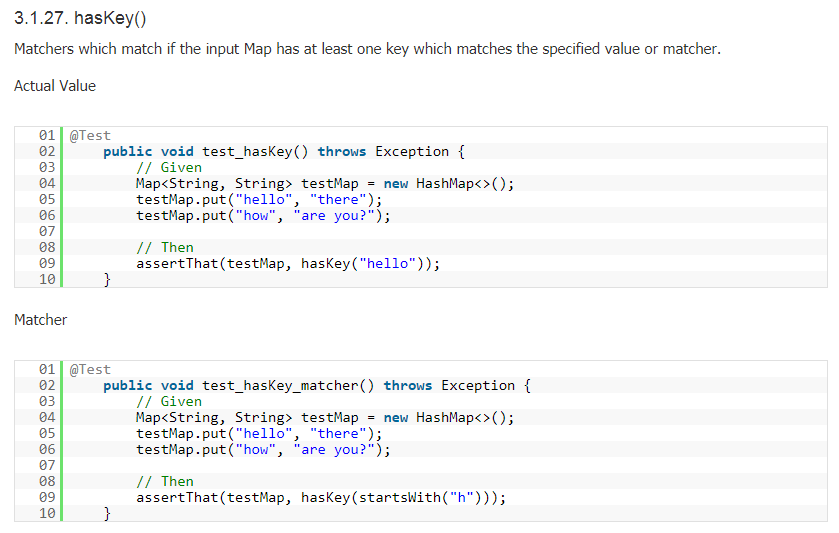 3.1.27. hasKey()
Matchers which match if the input Map has at least one key which matches the specified value or matcher.
Actual Value
01 @Test
02     public void test_hasKey() throws Exception {
03         // Given
04         Map<String, String> testMap = new HashMap<>();
05         testMap.put("hello", "there");
06         testMap.put("how", "are you?");
07
08         // Then
09         assertThat(testMap, hasKey("hello"));
10     }
Matcher
01 @Test
02     public void test_hasKey_matcher() throws Exception {
03         // Given
04         Map<String, String> testMap = new HashMap<>();
05         testMap.put("hello", "there");
06         testMap.put("how", "are you?");
07
08         // Then
09         assertThat(testMap, hasKey(startsWith("h")));
10     }